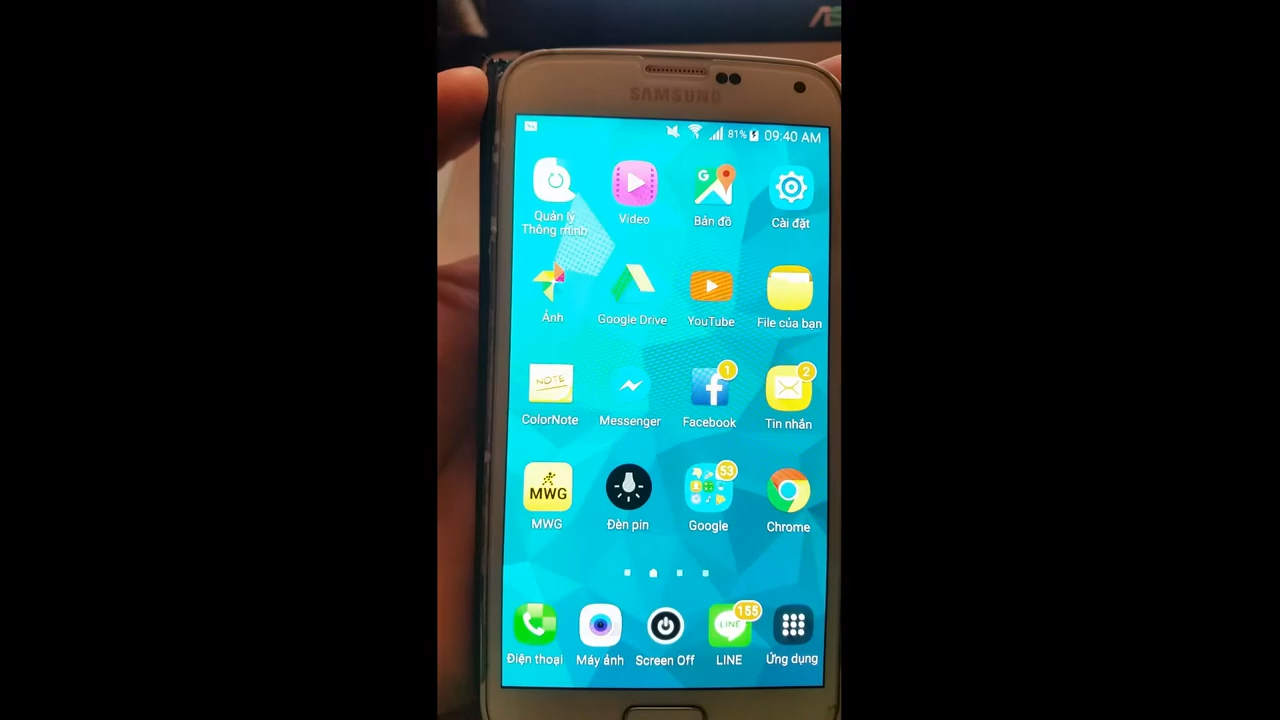 SAMSUNG
81% 09:40 AM
Quản lý
Thông minh
Video
G
Bản đồ
Cài đặt
Ảnh
Google Drive
YouTube
File của bạn
NOTE
ColorNote
Messenger
1
Facebook
2
Tin nhắn
MWG
MWG
Đèn pin
53
Google
Chrome
Điện thoại
Máy ảnh
Screen Off
LINE
155
LINE
Ứng dụng